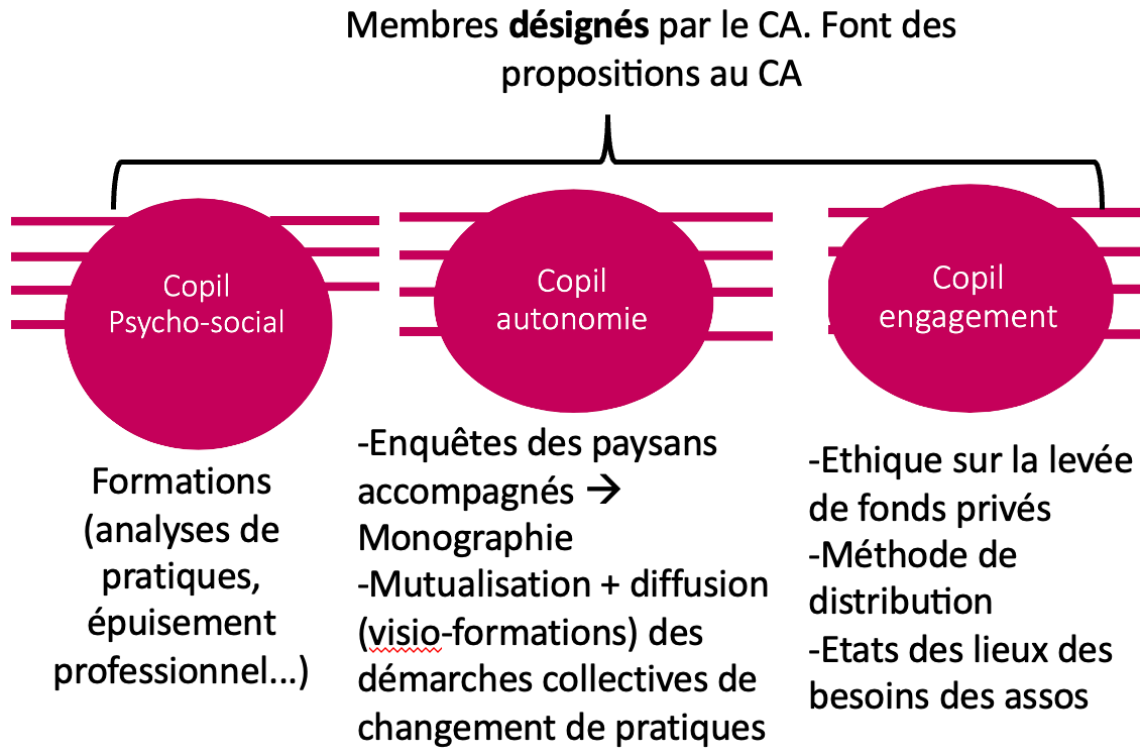 Membres désignés par le CA. Font des
propositions au CA
Copil
Psycho-social
Copil
autonomie
Copil
engagement
Formations
(analyses de
pratiques,
épuisement
professionnel...)
-Enquêtes des paysans
accompagnés →
Monographie
-Mutualisation + diffusion
(visio-formations) des
démarches collectives de
changement de pratiques
-Ethique sur la levée
de fonds privés
-Méthode de
distribution
-Etats des lieux des
besoins des assos